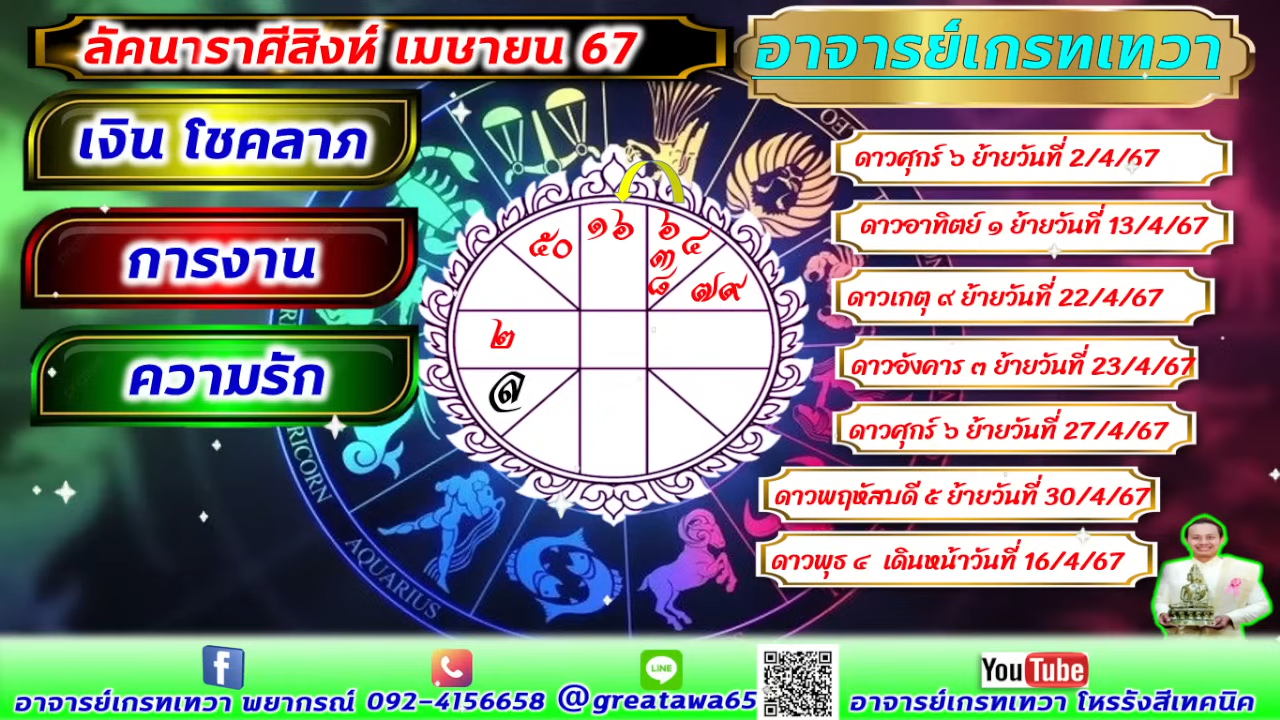 ลัคนาราศีสิงห์ เมษายน 67
อาจารย์เกรทเทวา
เงิน โชคลาภ
การงาน
ความรัก
LEO
ดาวศุกร์ ๖ ย้ายวันที่ 2/4/67
ดาวอาทิตย์ ๑ ย้ายวันที่ 13/4/67
ดาวเกตุ ๙ ย้ายวันที่ 22/4/67
ดาวอังคาร ๓ ย้ายวันที่ 23/4/67
ดาวศุกร์ ๖ ย้ายวันที่ 27/4/67
ดาวพฤหัสบดี ๕ ย้ายวันที่ 30/4/67
ดาวพุธ ๔ เดินหน้าวันที่ 16/4/67
๕๐
๑๖
๖๔
๓
๘
๗๙
๒
ลั
RICORN
AQUARIUS
f
LINE
YouTube
อาจารย์เกรทเทวา พยากรณ์
092-4156658
@greatawa65
อาจารย์เกรทเทวา โหรรังสีเทคนิค